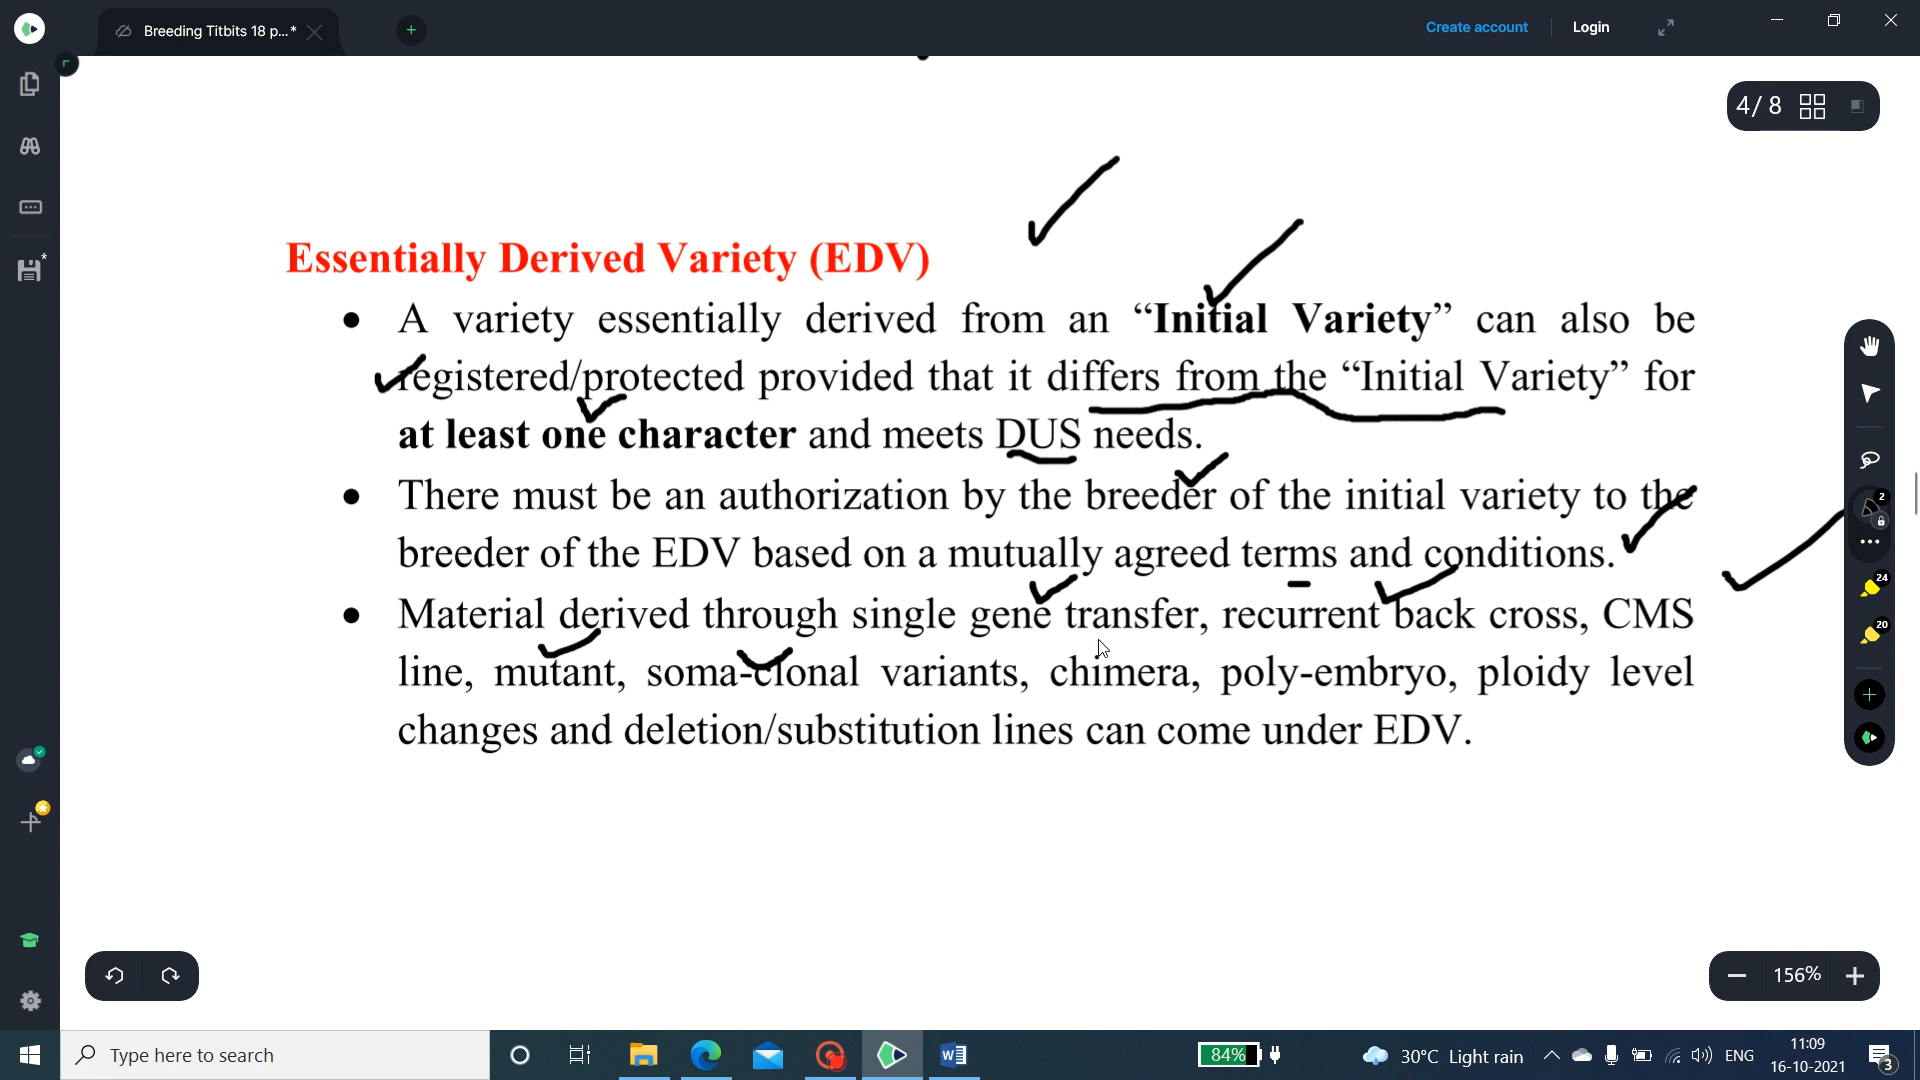 Breeding Titbits 18 p...*
Create account
Login
4/ 8
Essentially Derived Variety (EDV)
• A variety essentially derived from an “Initial Variety” can also be
registered/protected provided that it differs from the “Initial Variety” for
at least one character and meets DUS needs.
• There must be an authorization by the breeder of the initial variety to the
breeder of the EDV based on a mutually agreed terms and conditions.
• Material derived through single gene transfer, recurrent back cross, CMS
line, mutant, soma-clonal variants, chimera, poly-embryo, ploidy level
changes and deletion/substitution lines can come under EDV.
2
24
20
156%
Type here to search
84%
30°C Light rain
ENG
11:09
16-10-2021
3